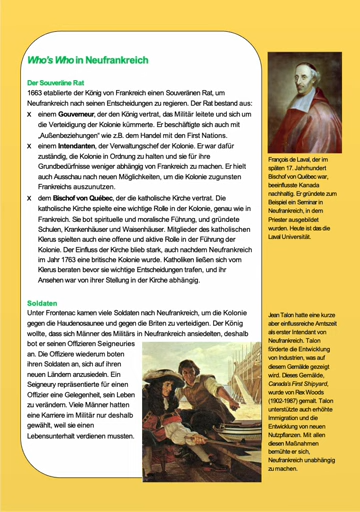 Who's Who in Neufrankreich
Der Souveräne Rat
1663 etablierte der König von Frankreich einen Souveränen Rat, um
Neufrankreich nach seinen Entscheidungen zu regieren. Der Rat bestand aus:
X einem Gouverneur, der den König vertrat, das Militär leitete und sich um
die Verteidigung der Kolonie kümmerte. Er beschäftigte sich auch mit
„Außenbeziehungen" wie z.B. dem Handel mit den First Nations.
X einem Intendanten, der Verwaltungschef der Kolonie. Er war dafür
zuständig, die Kolonie in Ordnung zu halten und sie für ihre
Grundbedürfnisse weniger abhängig von Frankreich zu machen. Er hielt
auch Ausschau nach neuen Möglichkeiten, um die Kolonie zugunsten
Frankreichs auszunutzen.
X dem Bischof von Québec, der die katholische Kirche vertrat. Die
katholische Kirche spielte eine wichtige Rolle in der Kolonie, genau wie in
Frankreich. Sie bot spirituelle und moralische Führung, und gründete
Schulen, Krankenhäuser und Waisenhäuser. Mitglieder des katholischen
Klerus spielten auch eine offene und aktive Rolle in der Führung der
Kolonie. Der Einfluss der Kirche blieb stark, auch nachdem Neufrankreich
im Jahr 1763 eine britische Kolonie wurde. Katholiken ließen sich vom
Klerus beraten bevor sie wichtige Entscheidungen trafen, und ihr
Ansehen war von ihrer Stellung in der Kirche abhängig.
Soldaten
Unter Frontenac kamen viele Soldaten nach Neufrankreich, um die Kolonie
gegen die Haudenosaunee und gegen die Briten zu verteidigen. Der König
wollte, dass sich Männer des Militärs in Neufrankreich ansiedelten, deshalb
bot er seinen Offizieren Seigneuries
an. Die Offiziere wiederum boten
ihren Soldaten an, sich auf ihren
neuen Ländern anzusiedeln. Ein
Seigneury repräsentierte für einen
Offizier eine Gelegenheit, sein Leben
zu verändern. Viele Männer hatten
eine Karriere im Militär nur deshalb
gewählt, weil sie einen
Lebensunterhalt verdienen mussten.
François de Laval, der im
späten 17. Jahrhundert
Bischof von Québec war,
beeinflusste Kanada
nachhaltig. Er gründete zum
Beispiel ein Seminar in
Neufrankreich, in dem
Priester ausgebildet
wurden. Heute ist das die
Laval Universität.
Jean Talon hatte eine kurze
aber einflussreiche Amtszeit
als erster Intendant von
Neufrankreich. Talon
förderte die Entwicklung
von Industrien, was auf
diesem Gemälde gezeigt
wird. Dieses Gemälde,
Canada's First Shipyard,
wurde von Rex Woods
(1902-1987) gemalt. Talon
unterstützte auch erhöhte
Immigration und die
Entwicklung von neuen
Nutzpflanzen. Mit allen
diesen Maßnahmen
bemühte er sich,
Neufrankreich unabhängig
zu machen.